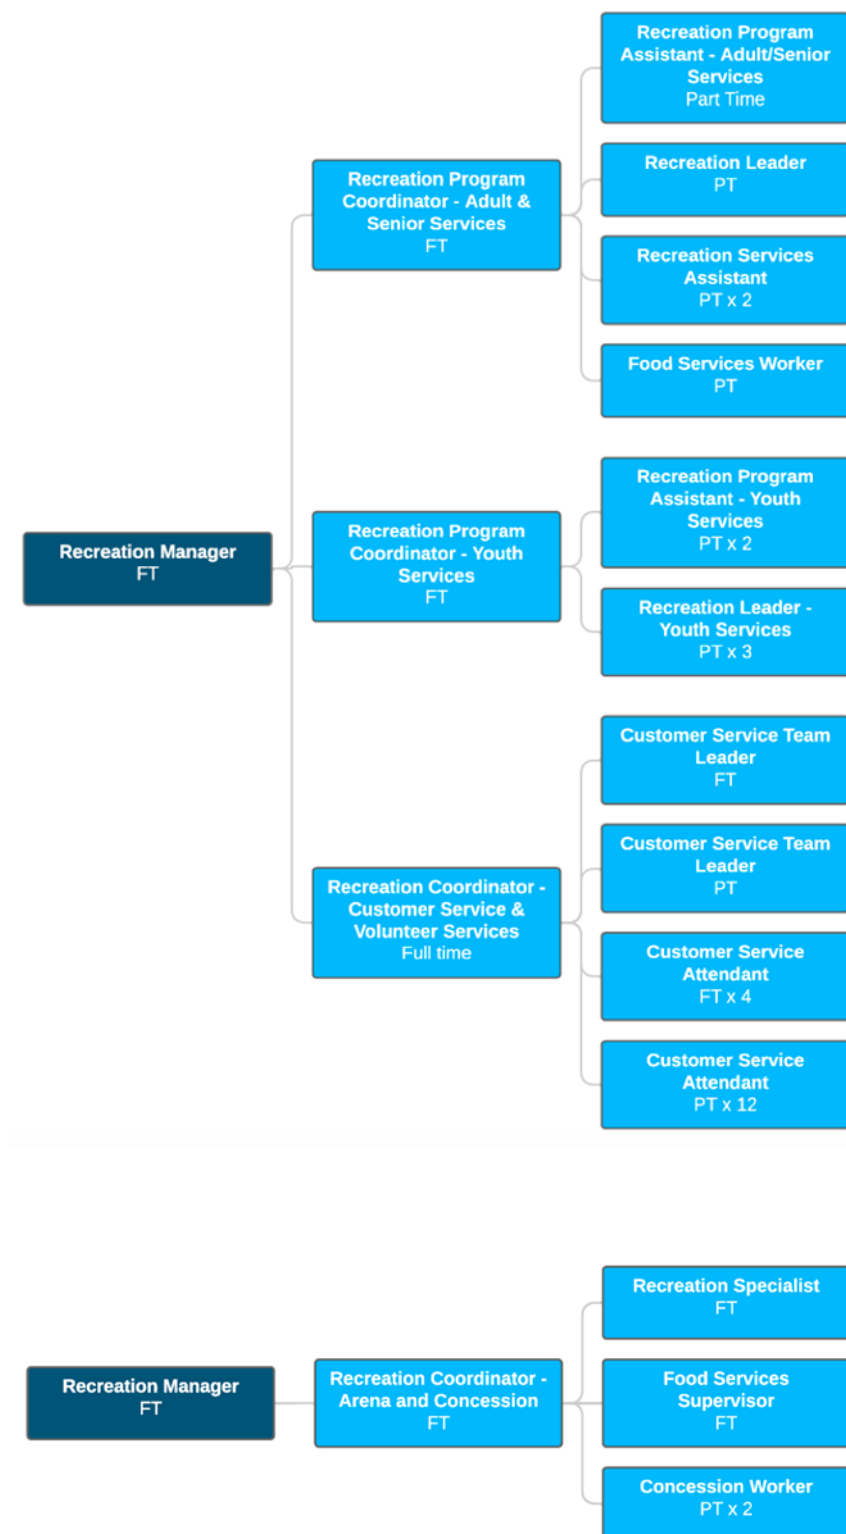 Recreation Program
Assistant - Adult/Senior
Services
Part Time
Recreation Leader
PT
Recreation Program
Coordinator - Adult &
Senior Services
FT
Recreation Services
Assistant
PT x 2
Food Services Worker
PT
Recreation Program
Assistant - Youth
Services
PT x 2
Recreation Manager
FT
Recreation Program
Coordinator - Youth
Services
FT
Recreation Leader -
Youth Services
PT x 3
Customer Service Team
Leader
FT
Customer Service Team
Leader
PT
Recreation Coordinator -
Customer Service &
Volunteer Services
Full time
Customer Service
Attendant
FT x 4
Customer Service
Attendant
PT x 12
Recreation Specialist
FT
Recreation Manager
FT
Recreation Coordinator -
Arena and Concession
FT
Food Services
Supervisor
FT
Concession Worker
PT x 2